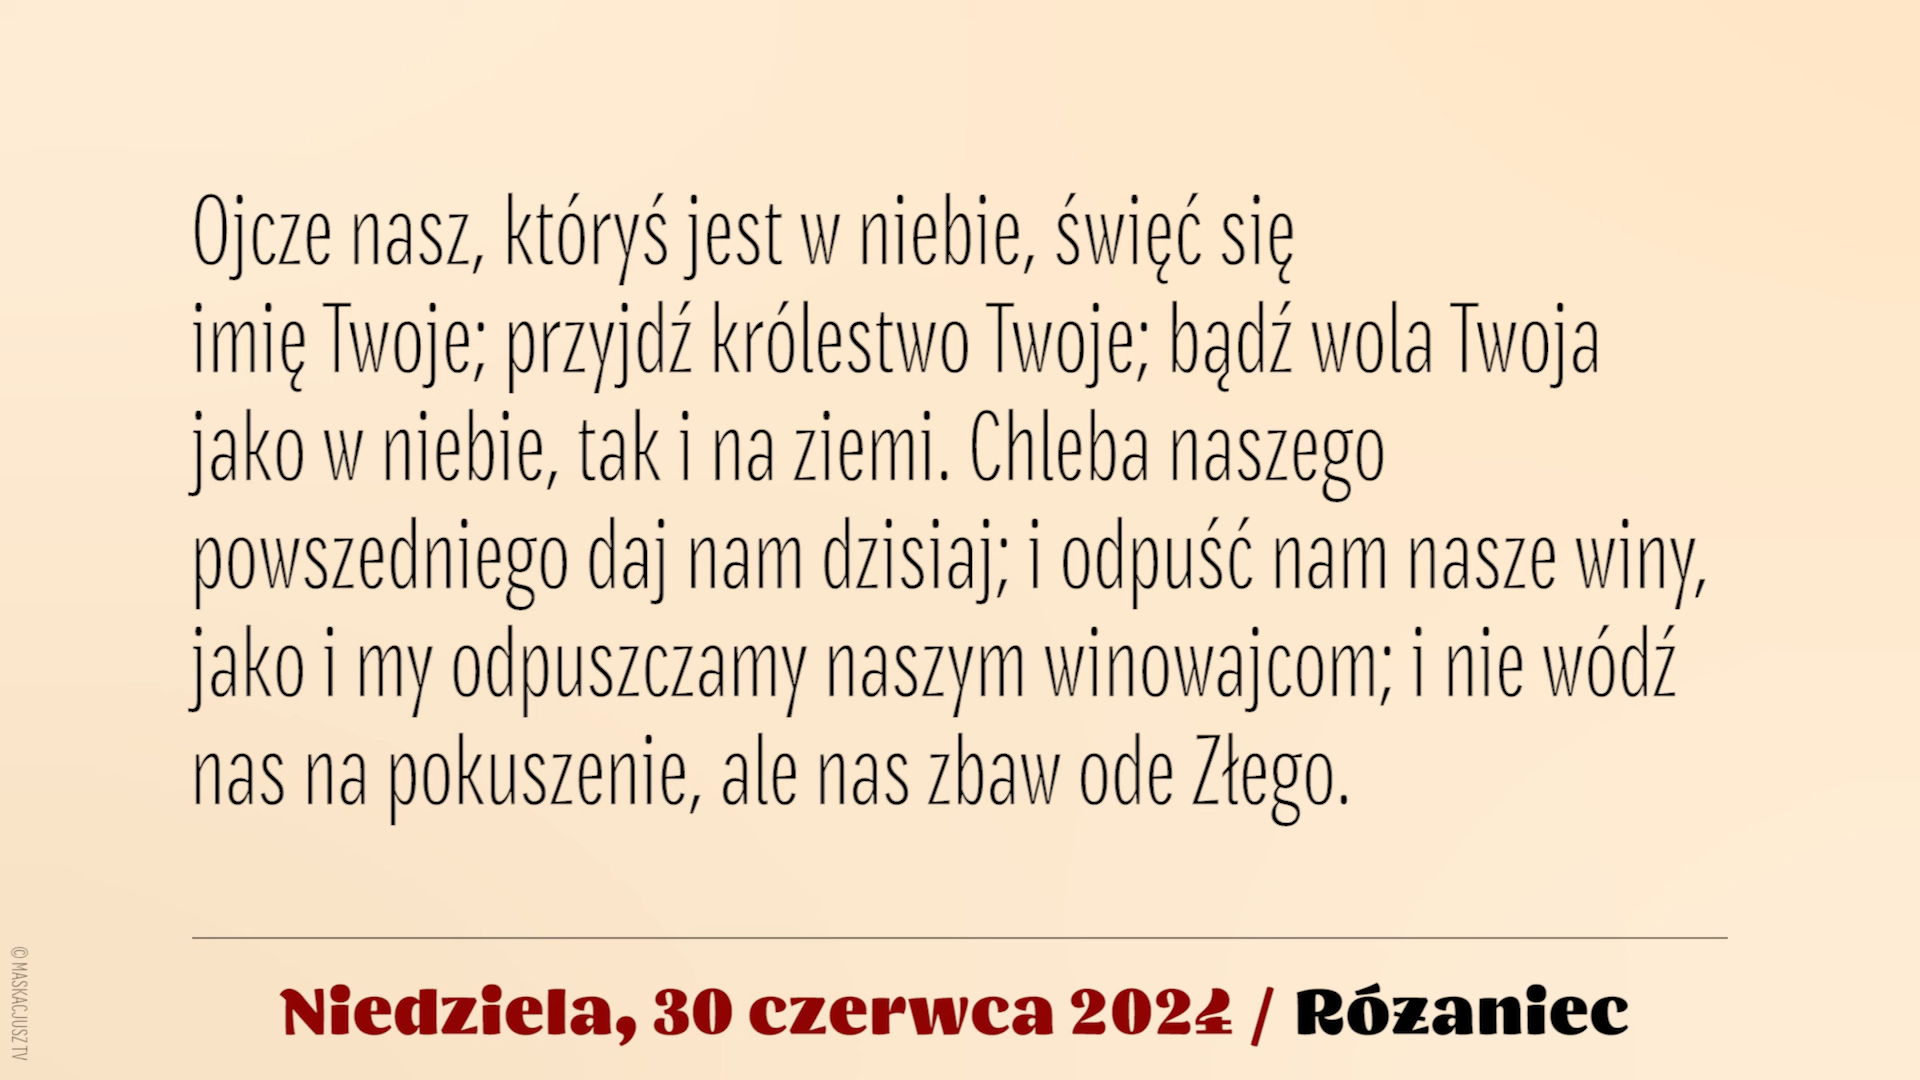 Ojcze nasz, któryś jest w niebie, święć się
imię Twoje; przyjdź królestwo Twoje; bądź wola Twoja
jako w niebie, tak i na ziemi. Chleba naszego
powszedniego daj nam dzisiaj; i odpuść nam nasze winy,
jako i my odpuszczamy naszym winowajcom; i nie wódź
nas na pokuszenie, ale nas zbaw ode Złego.
Niedziela, 30 czerwca 2024 / Różaniec
© MASKACJUSZ TV